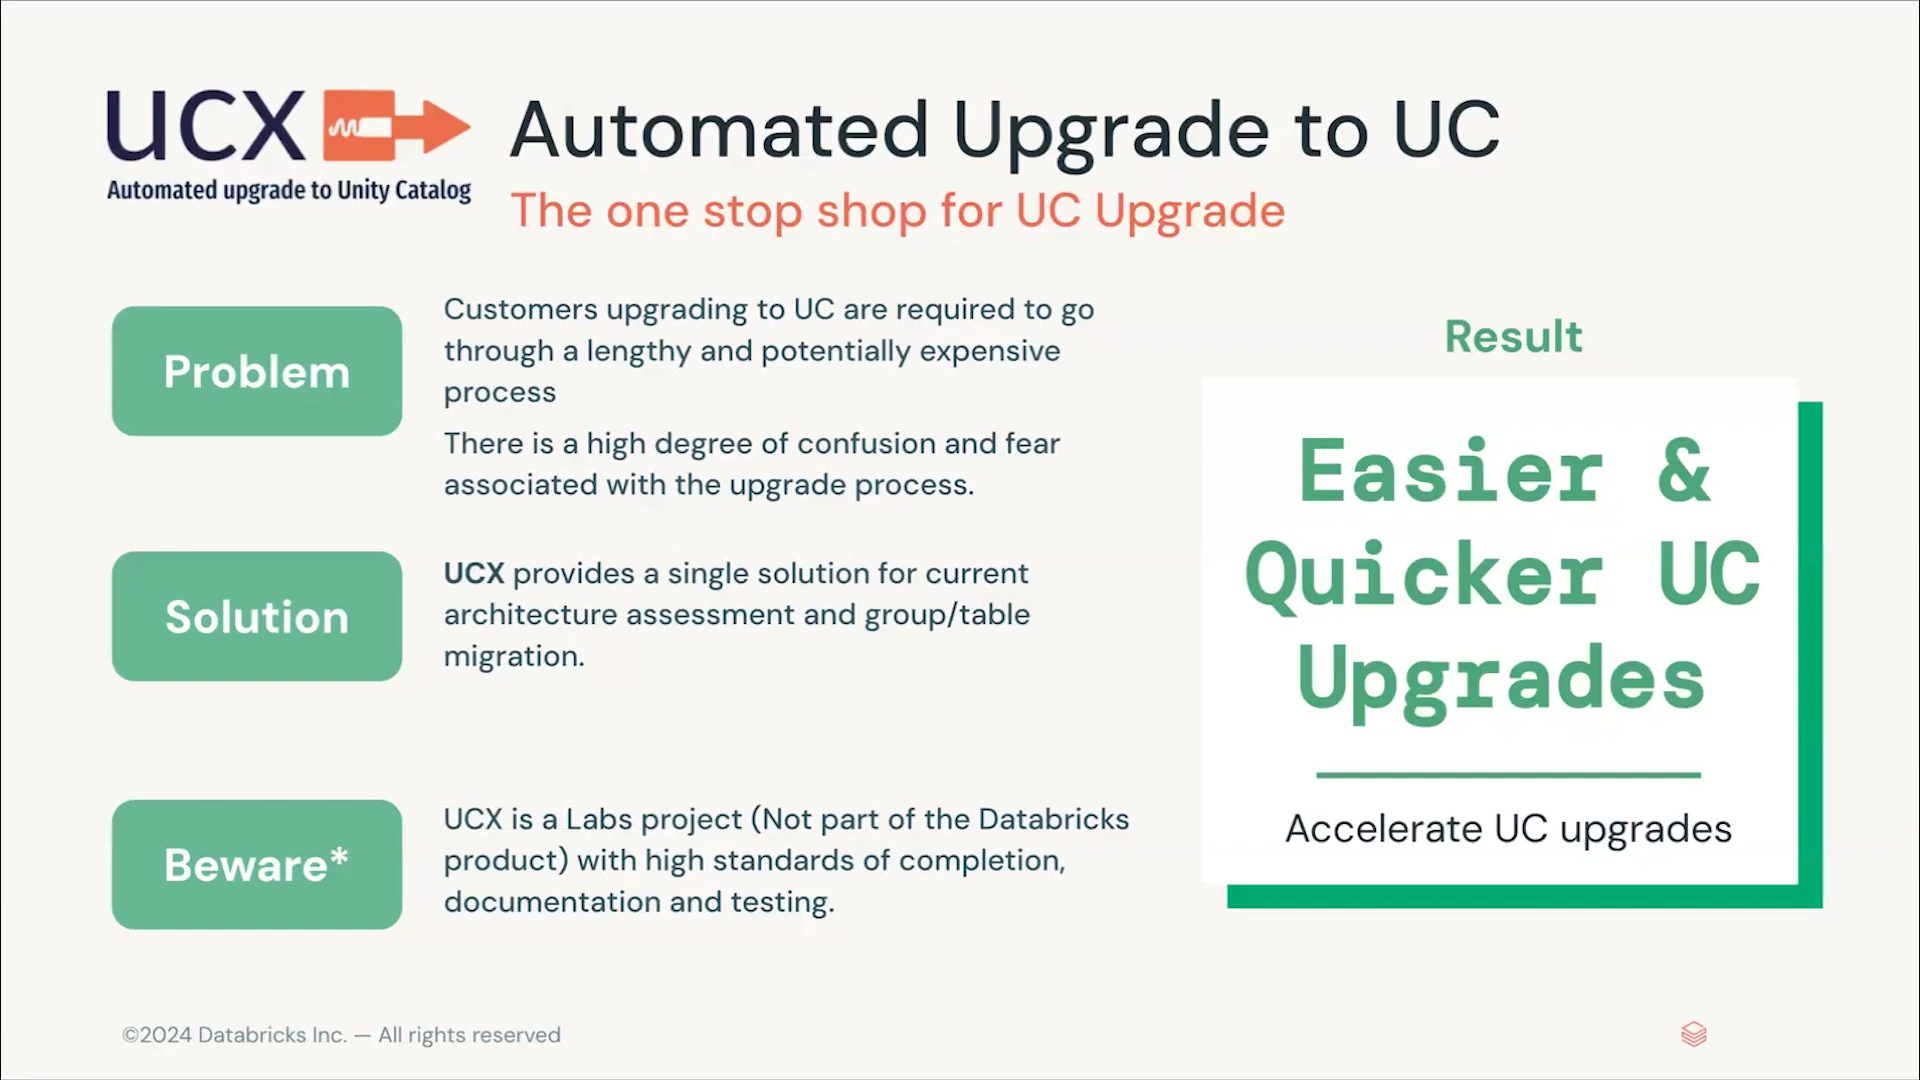 UCX
Automated upgrade to Unity Catalog
Automated Upgrade to UC
The one stop shop for UC Upgrade
Problem
Customers upgrading to UC are required to go
through a lengthy and potentially expensive
process
There is a high degree of confusion and fear
associated with the upgrade process.
Solution
UCX provides a single solution for current
architecture assessment and group/table
migration.
Beware*
UCX is a Labs project (Not part of the Databricks
product) with high standards of completion,
documentation and testing.
Result
Easier &
Quicker UC
Upgrades
Accelerate UC upgrades
©2024 Databricks Inc. — All rights reserved